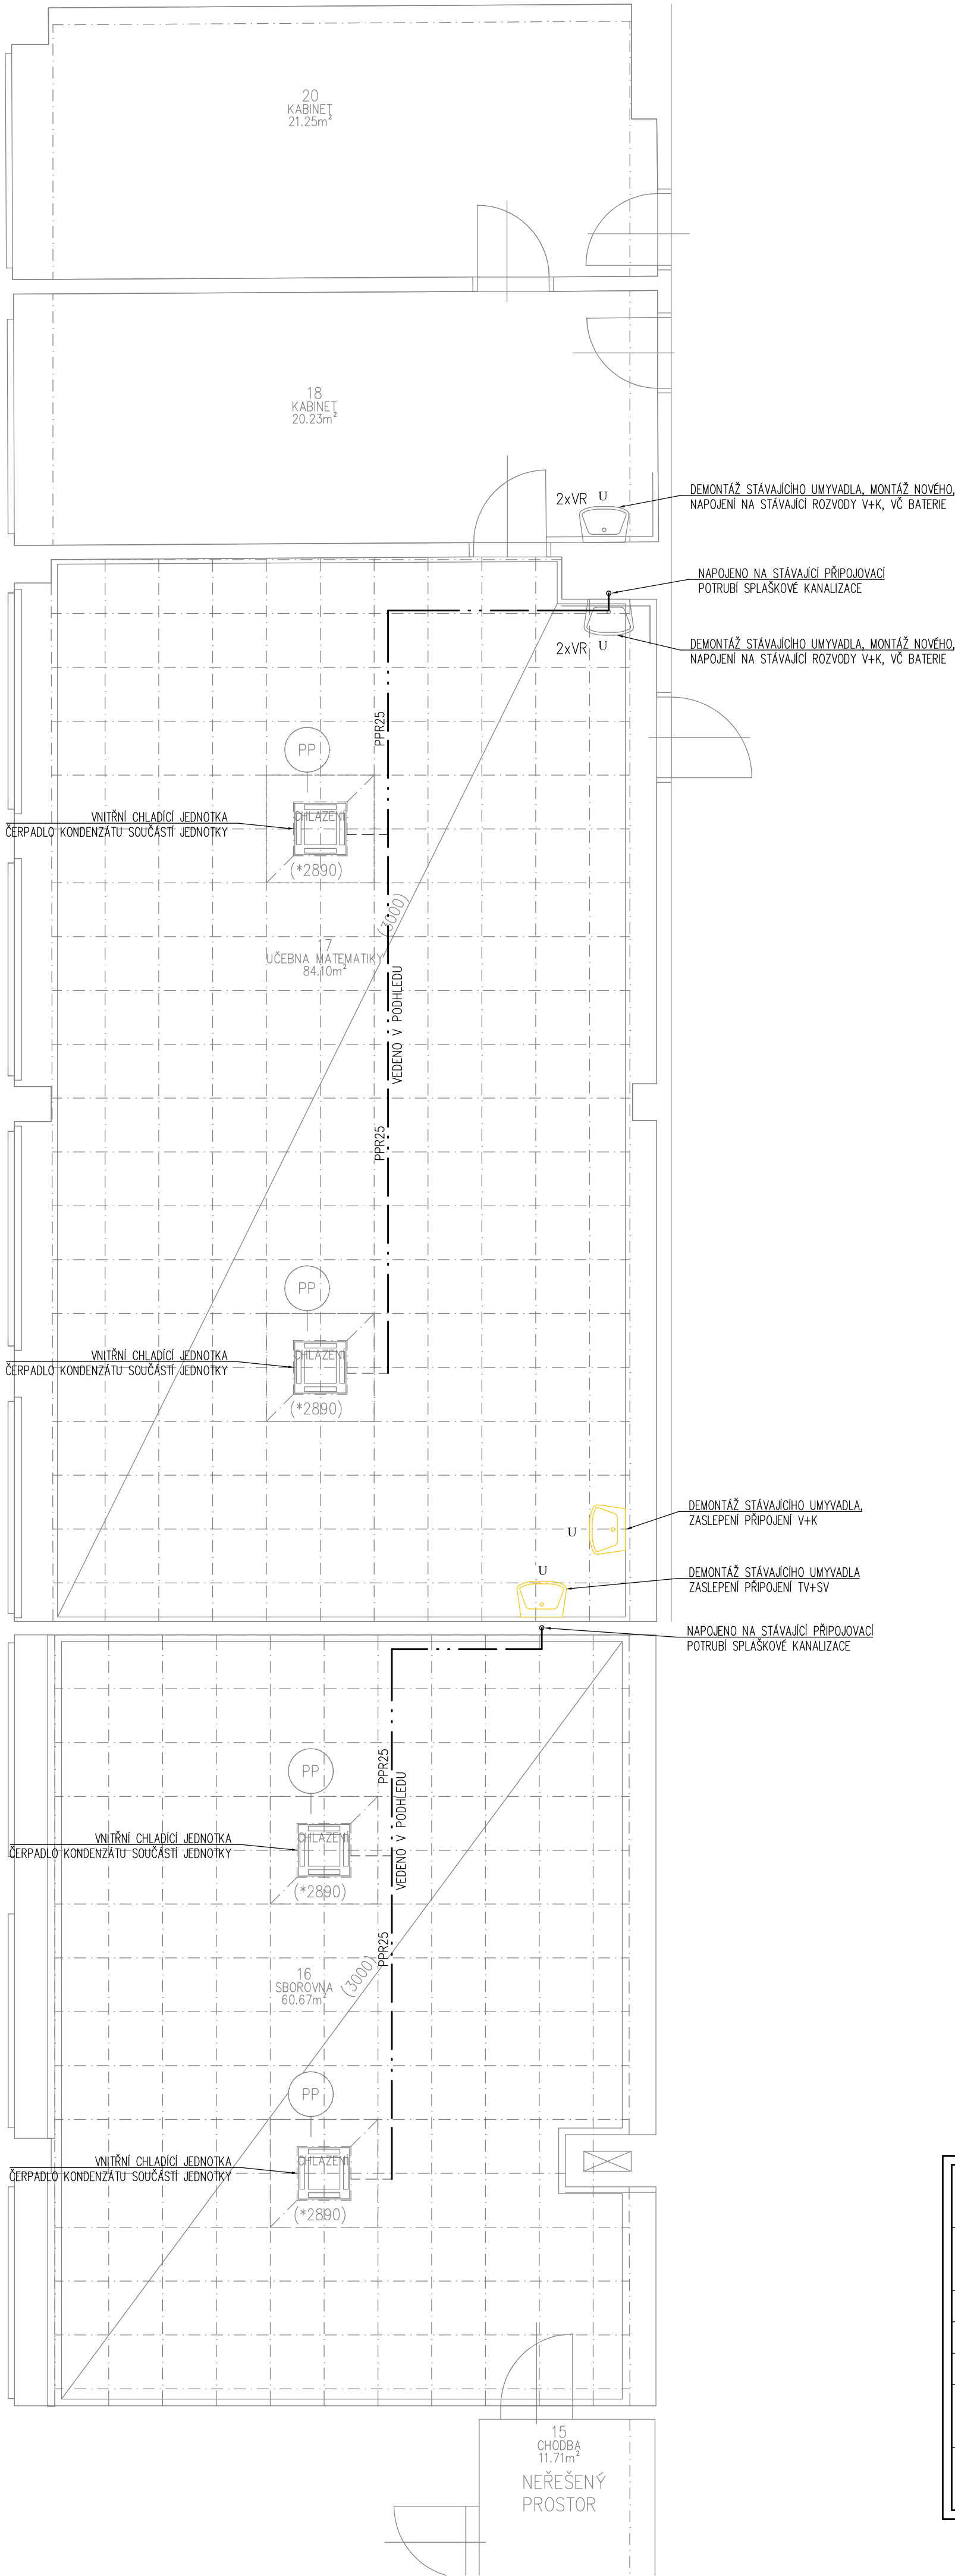 20
KABINET
21.25m²
18
KABINET
20.23m²
2xVR U
DEMONTÁŽ STÁVAJÍCÍHO UMYVADLA, MONTÁŽ NOVÉHO,
NAPOJENÍ NA STÁVAJÍCÍ ROZVODY V+K, VČ BATERIE
NAPOJENO NA STÁVAJÍCÍ PŘIPOJOVACÍ
POTRUBÍ SPLAŠKOVÉ KANALIZACE
2xVR U
DEMONTÁŽ STÁVAJÍCÍHO UMYVADLA, MONTÁŽ NOVÉHO,
NAPOJENÍ NA STÁVAJÍCÍ ROZVODY V+K, VČ BATERIE
PPR25
PP
CHLAZENÍ
VNITŘNÍ CHLADÍCÍ JEDNOTKA
ČERPADLO KONDENZÁTU SOUČÁSTÍ JEDNOTKY
(*2890)
(3000)
17
UČEBNA MATEMATIKY
84.10m²
VEDENO V PODHLEDU
PPR25
PP
CHLAZENÍ
VNITŘNÍ CHLADÍCÍ JEDNOTKA
ČERPADLO KONDENZÁTU SOUČÁSTÍ JEDNOTKY
(*2890)
DEMONTÁŽ STÁVAJÍCÍHO UMYVADLA,
ZASLEPENÍ PŘIPOJENÍ V+K
U
U
DEMONTÁŽ STÁVAJÍCÍHO UMYVADLA
ZASLEPENÍ PŘIPOJENÍ TV+SV
NAPOJENO NA STÁVAJÍCÍ PŘIPOJOVACÍ
POTRUBÍ SPLAŠKOVÉ KANALIZACE
PPR25
PP
VEDENO V PODHLEDU
CHLAZENÍ
VNITŘNÍ CHLADÍCÍ JEDNOTKA
ČERPADLO KONDENZÁTU SOUČÁSTÍ JEDNOTKY
(*2890)
PPR25
16
SBOROVNA
60.67m²
(3000)
PP
CHLAZENÍ
VNITŘNÍ CHLADÍCÍ JEDNOTKA
ČERPADLO KONDENZÁTU SOUČÁSTÍ JEDNOTKY
(*2890)
15
CHODBA
11.71m²
NEŘEŠENÝ
PROSTOR